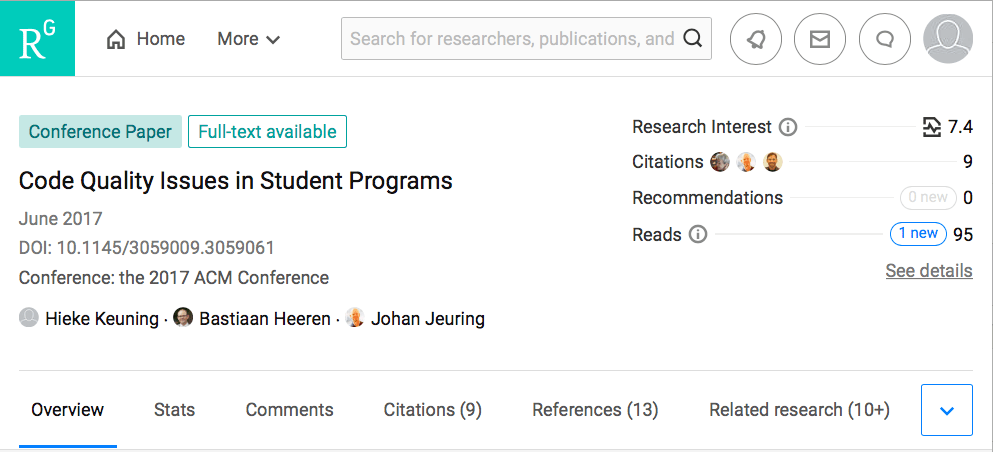 RG
Home
More
Search for researchers, publications, and
Conference Paper
Full-text available
Code Quality Issues in Student Programs
June 2017
DOI: 10.1145/3059009.3059061
Conference: the 2017 ACM Conference
Hieke Keuning · Bastiaan Heeren · Johan Jeuring
Research Interest 7.4
Citations 9
Recommendations 0 new 0
Reads 1 new 95
See details
Overview Stats Comments Citations (9) References (13) Related research (10+)